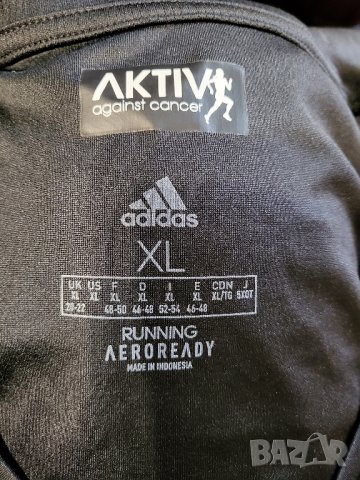 AKTIV
against cancer
adidas
XL
UK US F D I E CDN J
XL XL XL XL XL XL XL/TG 5XOT
20-22 48-50 46-48 52-54 46-48
RUNNING
AEROREADY
MADE IN INDONESIA
BAZAR